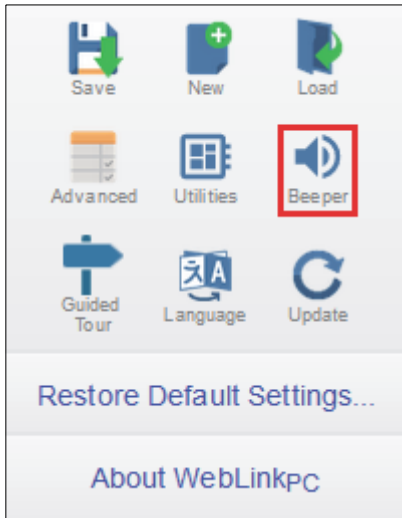 Save New Load
Advanced Utilities Beeper
Guided
Tour
Language Update
Restore Default Settings...
About WebLinkPC